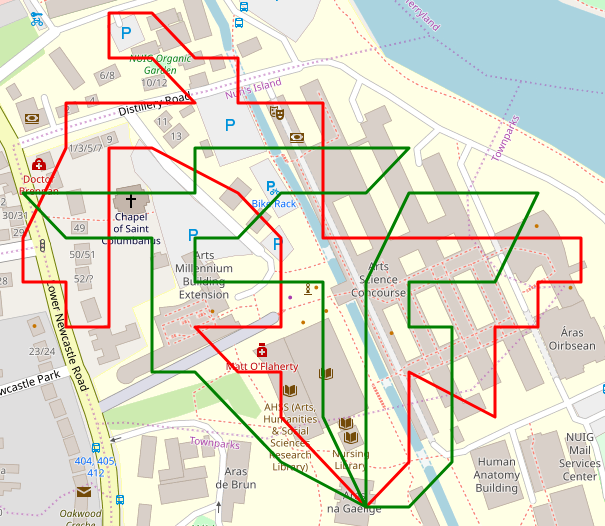 erryland
P
NUIG Organic
Garden
6/8
10/12
4
Distillery Road
Nun's Island
11
13
P
1/3/5/7
9
Townparks
Doctor
Brennan
P
Bike Rack
30/31
29
49
Chapel
of Saint
Columbanus
P
P
50/51
52/?
Arts
Millennium
Building
Extension
Arts
Science
Concourse
Lower Newcastle Road
Áras
Oirbsean
23/24
Matt O'Flaherty
wcastle Park
AHSS (Arts,
Humanities
& Social
Sciences
Research
Library)
Nursing
Library
Townparks
404, 405,
412
Aras
de Brun
Human
Anatomy
Building
NUIG
Mail
Services
Center
Oakwood
Creche
na Gaeilge